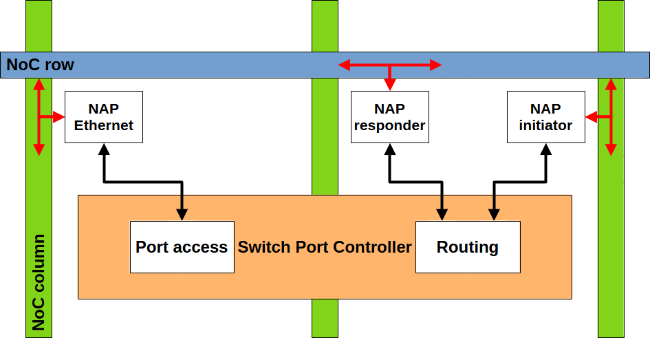 NoC row
NAP
Ethernet
NAP
responder
NAP
initiator
Port access
Switch Port Controller
Routing
NoC column